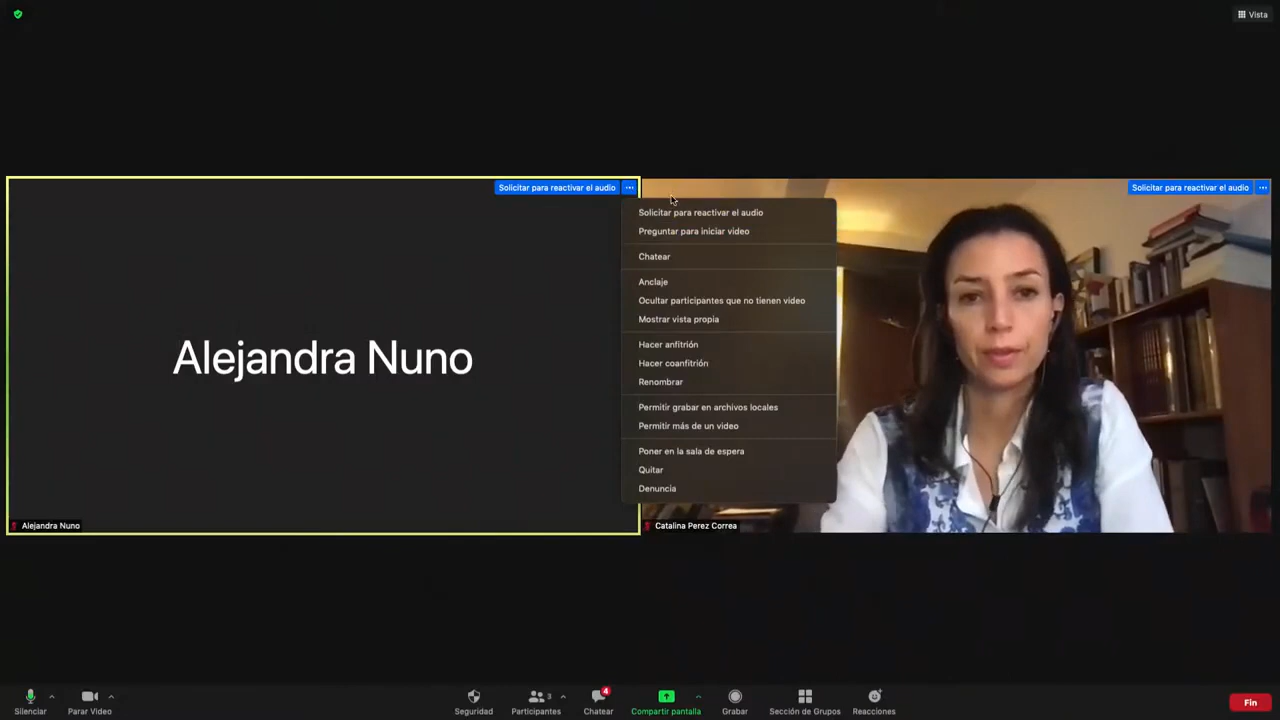 Vista
Solicitar para reactivar el audio
Solicitar para reactivar el audio
Solicitar para reactivar el audio
Preguntar para iniciar video
Chatear
Anclaje
Ocultar participantes que no tienen video
Mostrar vista propia
Hacer anfitrión
Hacer coanfitrión
Renombrar
Permitir grabar en archivos locales
Permitir más de un video
Poner en la sala de espera
Quitar
Denuncia
Alejandra Nuno
Alejandra Nuno
Catalina Perez Correa
Silenciar
Parar Video
Seguridad
3
Participantes
4
Chatear
Compartir pantalla
Grabar
Sección de Grupos
Reacciones
Fin